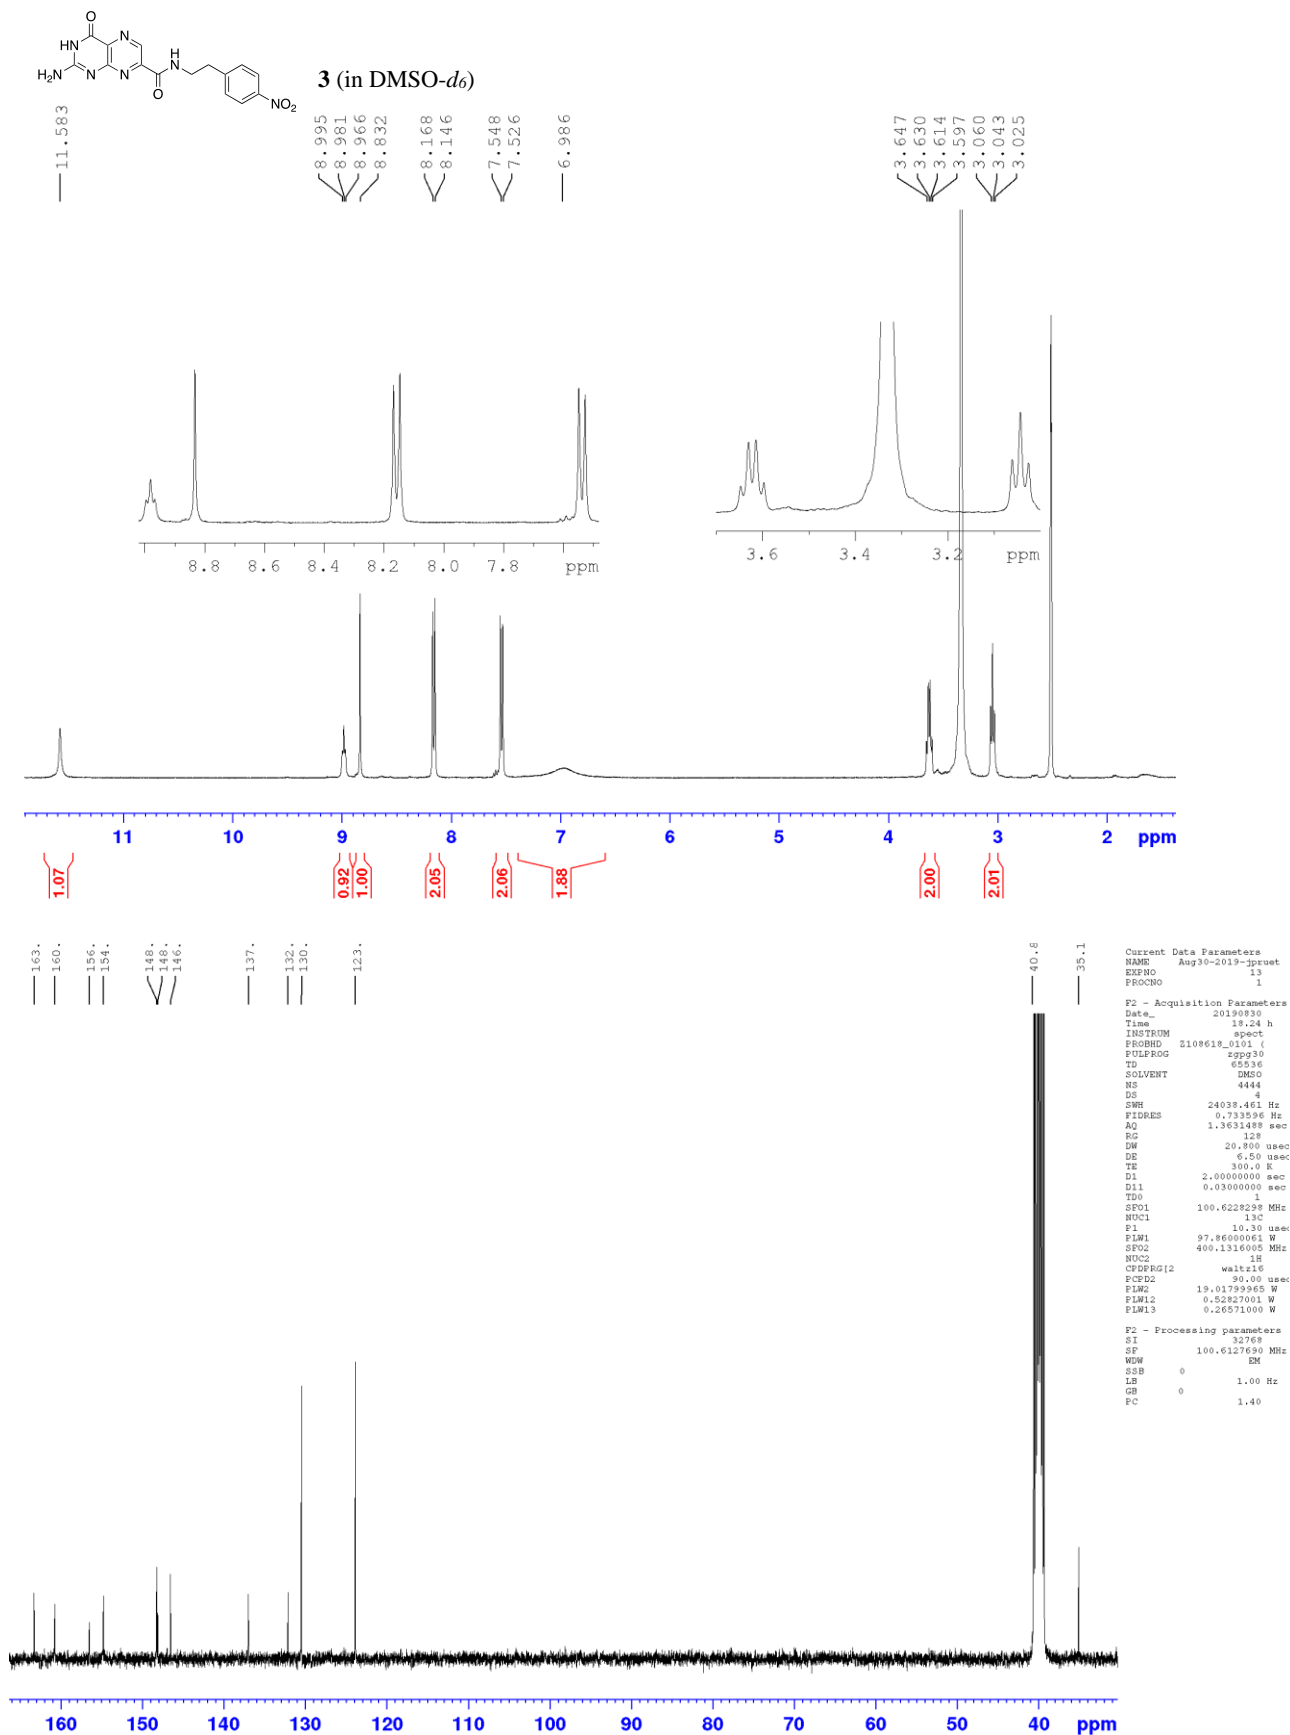 O
HN
N
H2N
N
N
H
N
O
NO2
3 (in DMSO-d6)
11.583
8.995
8.981
8.966
8.832
8.168
8.146
7.548
7.526
6.986
3.647
3.630
3.614
3.597
3.060
3.043
3.025
8.8 8.6 8.4 8.2 8.0 7.8 ppm
3.6 3.4 3.2 ppm
11 10 9 8 7 6 5 4 3 2 ppm
1.07
0.92
1.00
2.05
2.06
1.88
2.00
2.01
163.
160.
156.
154.
148.
148.
146.
137.
132.
130.
123.
40.8
35.1
Current Data Parameters
NAME Aug30-2019-jpruet
EXPNO 13
PROCNO 1
F2 - Acquisition Parameters
Date_ 20190830
Time 18.24 h
INSTRUM spect
PROBHD Z108618_0101 (
PULPROG zgpg30
TD 65536
SOLVENT DMSO
NS 4444
DS 4
SWH 24038.461 Hz
FIDRES 0.733596 Hz
AQ 1.3631488 sec
RG 128
DW 20.800 usec
DE 6.50 usec
TE 300.0 K
D1 2.00000000 sec
D11 0.03000000 sec
TD0 1
SFO1 100.6228298 MHz
NUC1 13C
P1 10.30 usec
PLW1 97.86000061 W
SFO2 400.1316005 MHz
NUC2 1H
CPDPRG[2 waltz16
PCPD2 90.00 usec
PLW2 19.01799965 W
PLW12 0.52827001 W
PLW13 0.26571000 W
F2 - Processing parameters
SI 32768
SF 100.6127690 MHz
WDW EM
SSB 0
LB 1.00 Hz
GB 0
PC 1.40
160 150 140 130 120 110 100 90 80 70 60 50 40 ppm